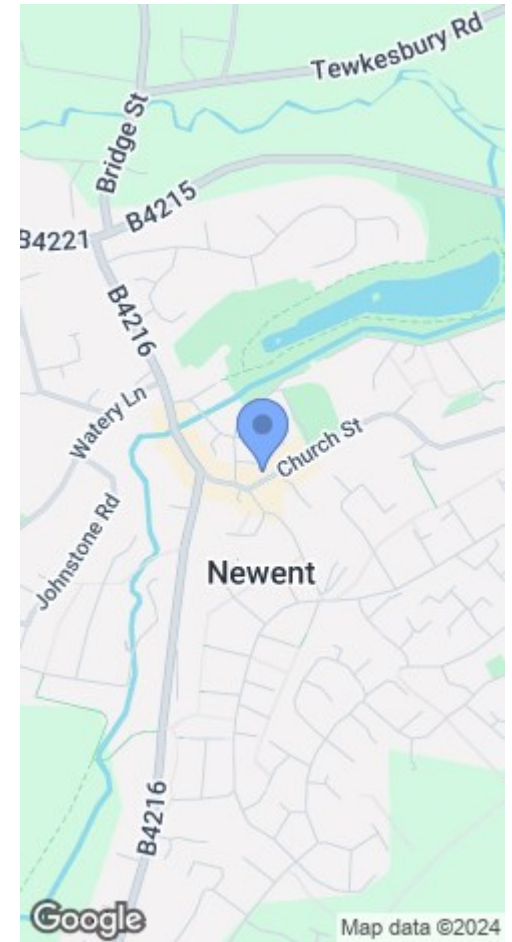 Tewkesbury Rd
Bridge St
B4215
B4221
B4216
Watery Ln
Church St
Johnstone Rd
Newent
B4216
Google
Map data ©2024